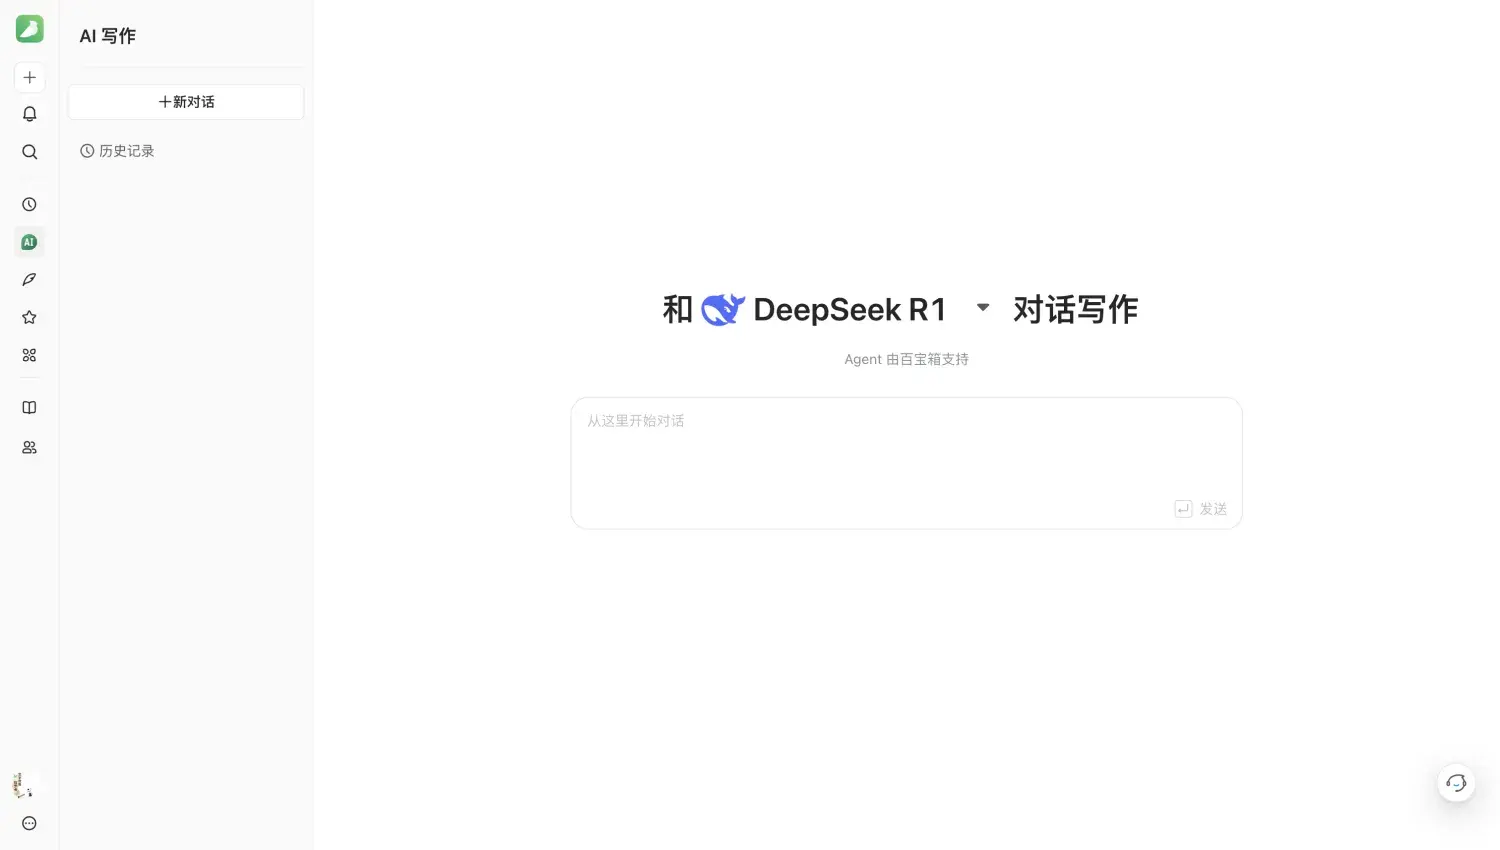 AI 写作
新对话
历史记录
AI
和 DeepSeek R1 对话写作
Agent 由百宝箱支持
从这里开始对话
发送